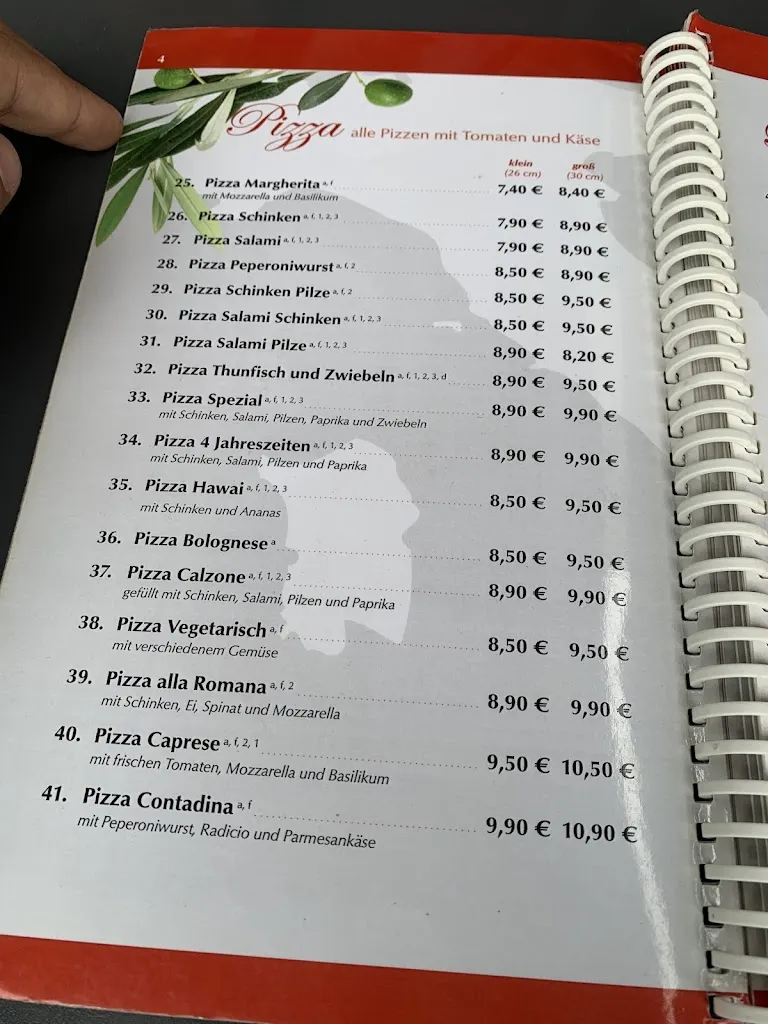 4
Pizza alle Pizzen mit Tomaten und Käse
klein groß
(26 cm) (30 cm)
25. Pizza Margherita a, f 7,40 € 8,40 €
mit Mozzarella und Basilikum
26. Pizza Schinken a, f, 1, 2, 3 7,90 € 8,90 €
27. Pizza Salami a, f, 1, 2, 3 7,90 € 8,90 €
28. Pizza Peperoniwurst a, f, 2 8,50 € 8,90 €
29. Pizza Schinken Pilze a, f, 2 8,50 € 9,50 €
30. Pizza Salami Schinken a, f, 1, 2, 3 8,50 € 9,50 €
31. Pizza Salami Pilze a, f, 1, 2, 3 8,90 € 8,20 €
32. Pizza Thunfisch und Zwiebeln a, f, 1, 2, 3, d 8,90 € 9,50 €
33. Pizza Spezial a, f, 1, 2, 3 8,90 € 9,90 €
mit Schinken, Salami, Pilzen, Paprika und Zwiebeln
34. Pizza 4 Jahreszeiten a, f, 1, 2, 3 8,90 € 9,90 €
mit Schinken, Salami, Pilzen und Paprika
35. Pizza Hawai a, f, 1, 2, 3 8,50 € 9,50 €
mit Schinken und Ananas
36. Pizza Bolognese a 8,50 € 9,50 €
37. Pizza Calzone a, f, 1, 2, 3 8,90 € 9,90 €
gefüllt mit Schinken, Salami, Pilzen und Paprika
38. Pizza Vegetarisch a, f 8,50 € 9,50 €
mit verschiedenem Gemüse
39. Pizza alla Romana a, f, 2 8,90 € 9,90 €
mit Schinken, Ei, Spinat und Mozzarella
40. Pizza Caprese a, f, 2, 1 9,50 € 10,50 €
mit frischen Tomaten, Mozzarella und Basilikum
41. Pizza Contadina a, f 9,90 € 10,90 €
mit Peperoniwurst, Radicio und Parmesankäse